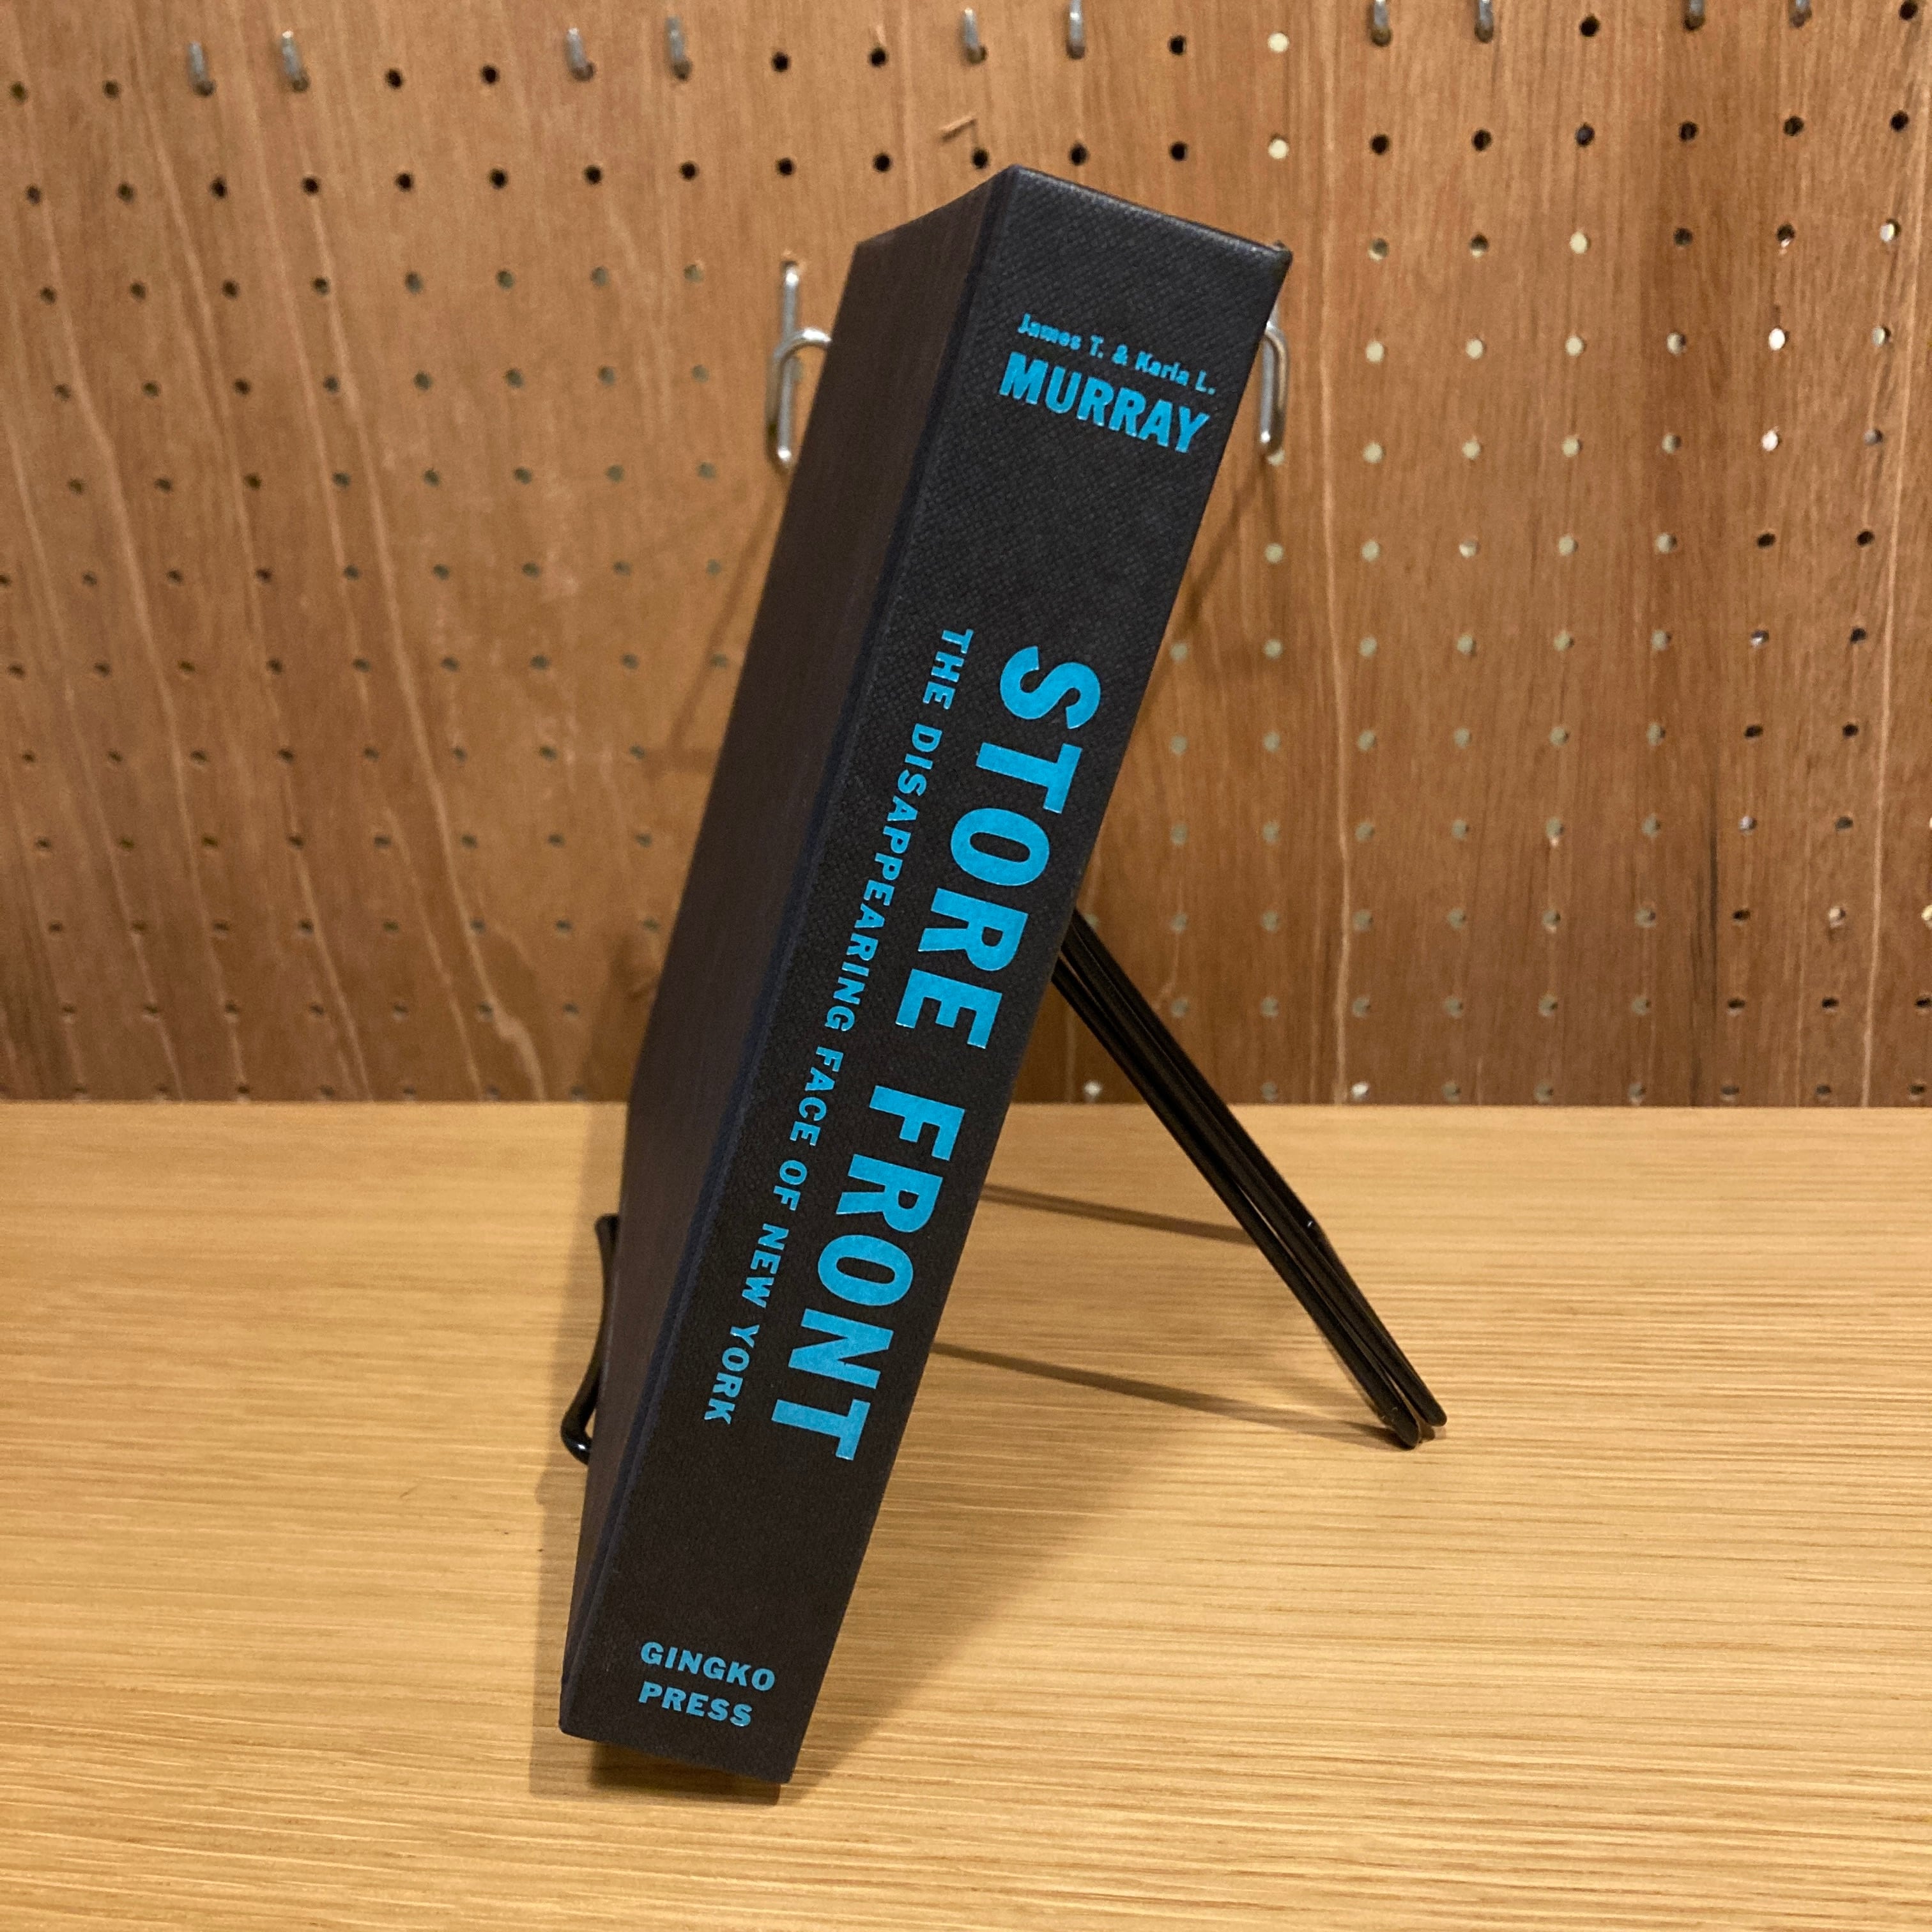 James T. & Karla L.
MURRAY
STORE FRONT
THE DISAPPEARING FACE OF NEW YORK
GINGKO
PRESS